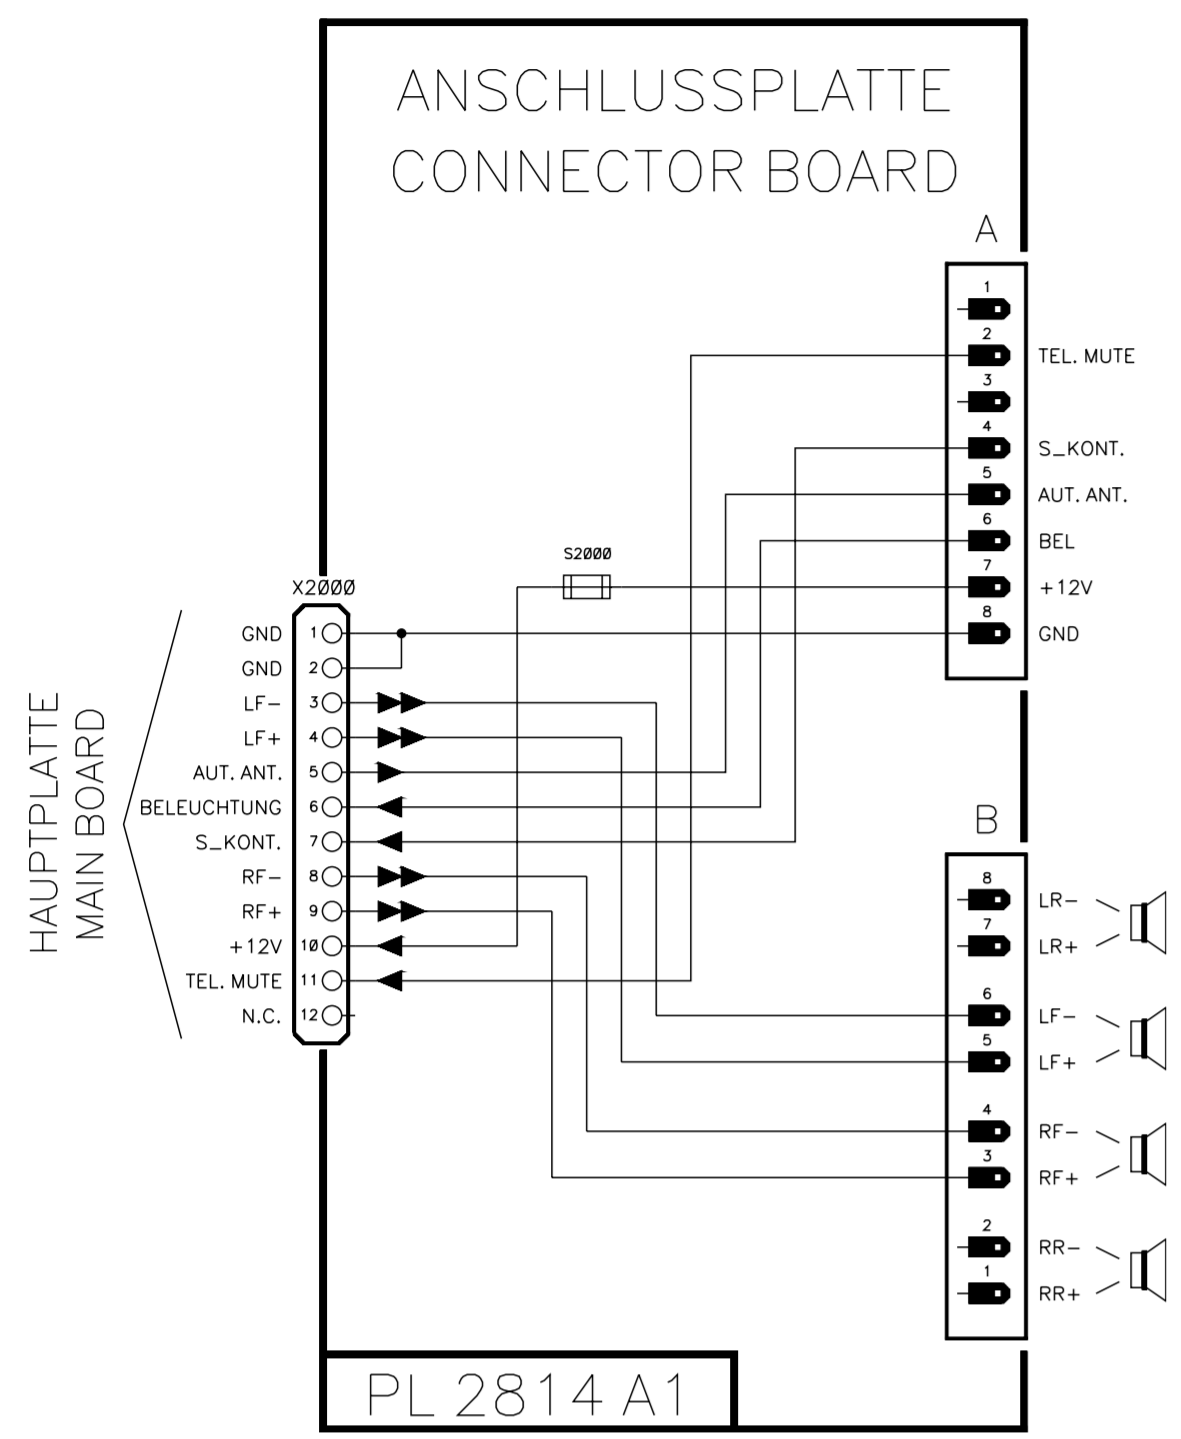 ANSCHLUSSPLATTE
CONNECTOR BOARD
A
1
2
TEL. MUTE
3
4
S_KONT.
5
AUT. ANT.
6
BEL
7
+12V
8
GND
S2000
X2000
HAUPTPLATTE
MAIN BOARD
GND 1
GND 2
LF- 3
LF+ 4
AUT. ANT. 5
BELEUCHTUNG 6
S_KONT. 7
RF- 8
RF+ 9
+12V 10
TEL. MUTE 11
N.C. 12
B
8
LR-
7
LR+
6
LF-
5
LF+
4
RF-
3
RF+
2
RR-
1
RR+
PL 2814 A1